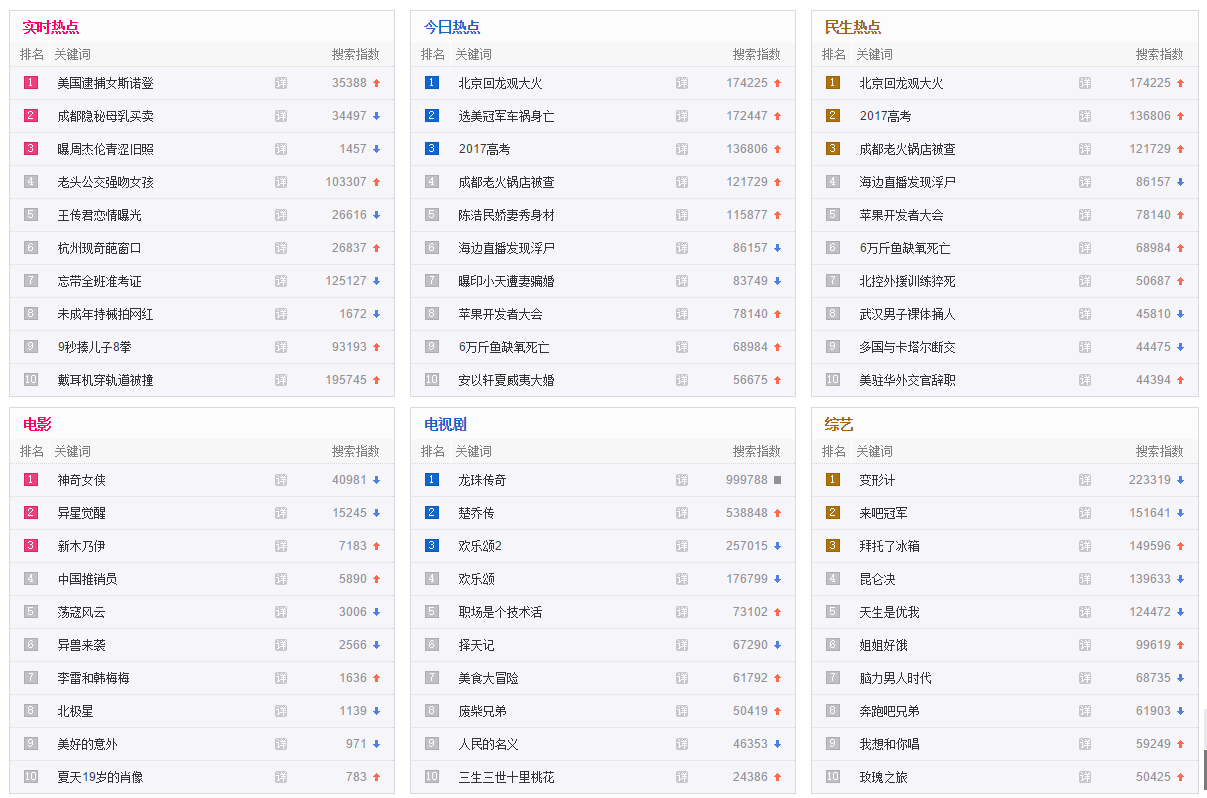 实时热点
排名 关键词 搜索指数
1 美国逮捕女斯诺登 详 35388
2 成都隐秘母乳买卖 详 34497
3 曝周杰伦青涩旧照 详 1457
4 老头公交强吻女孩 详 103307
5 王传君恋情曝光 详 26616
6 杭州现奇葩窗口 详 26837
7 忘带全班准考证 详 125127
8 未成年持械拍网红 详 1672
9 9秒揍儿子8拳 详 93193
10 戴耳机穿轨道被撞 详 195745
今日热点
排名 关键词 搜索指数
1 北京回龙观大火 详 174225
2 选美冠军车祸身亡 详 172447
3 2017高考 详 136806
4 成都老火锅店被查 详 121729
5 陈浩民娇妻秀身材 详 115877
6 海边直播发现浮尸 详 86157
7 曝印小天遭妻骗婚 详 83749
8 苹果开发者大会 详 78140
9 6万斤鱼缺氧死亡 详 68984
10 安以轩夏威夷大婚 详 56675
民生热点
排名 关键词 搜索指数
1 北京回龙观大火 详 174225
2 2017高考 详 136806
3 成都老火锅店被查 详 121729
4 海边直播发现浮尸 详 86157
5 苹果开发者大会 详 78140
6 6万斤鱼缺氧死亡 详 68984
7 北控外援训练猝死 详 50687
8 武汉男子裸体捅人 详 45810
9 多国与卡塔尔断交 详 44475
10 美驻华外交官辞职 详 44394
电影
排名 关键词 搜索指数
1 神奇女侠 详 40981
2 异星觉醒 详 15245
3 新木乃伊 详 7183
4 中国推销员 详 5890
5 荡寇风云 详 3006
6 异兽来袭 详 2566
7 李雷和韩梅梅 详 1636
8 北极星 详 1139
9 美好的意外 详 971
10 夏天19岁的肖像 详 783
电视剧
排名 关键词 搜索指数
1 龙珠传奇 详 999788
2 楚乔传 详 538848
3 欢乐颂2 详 257015
4 欢乐颂 详 176799
5 职场是个技术活 详 73102
6 择天记 详 67290
7 美食大冒险 详 61792
8 废柴兄弟 详 50419
9 人民的名义 详 46353
10 三生三世十里桃花 详 24386
综艺
排名 关键词 搜索指数
1 变形计 详 223319
2 来吧冠军 详 151641
3 拜托了冰箱 详 149596
4 昆仑决 详 139633
5 天生是优我 详 124472
6 姐姐好饿 详 99619
7 脑力男人时代 详 68735
8 奔跑吧兄弟 详 61903
9 我想和你唱 详 59249
10 玫瑰之旅 详 50425